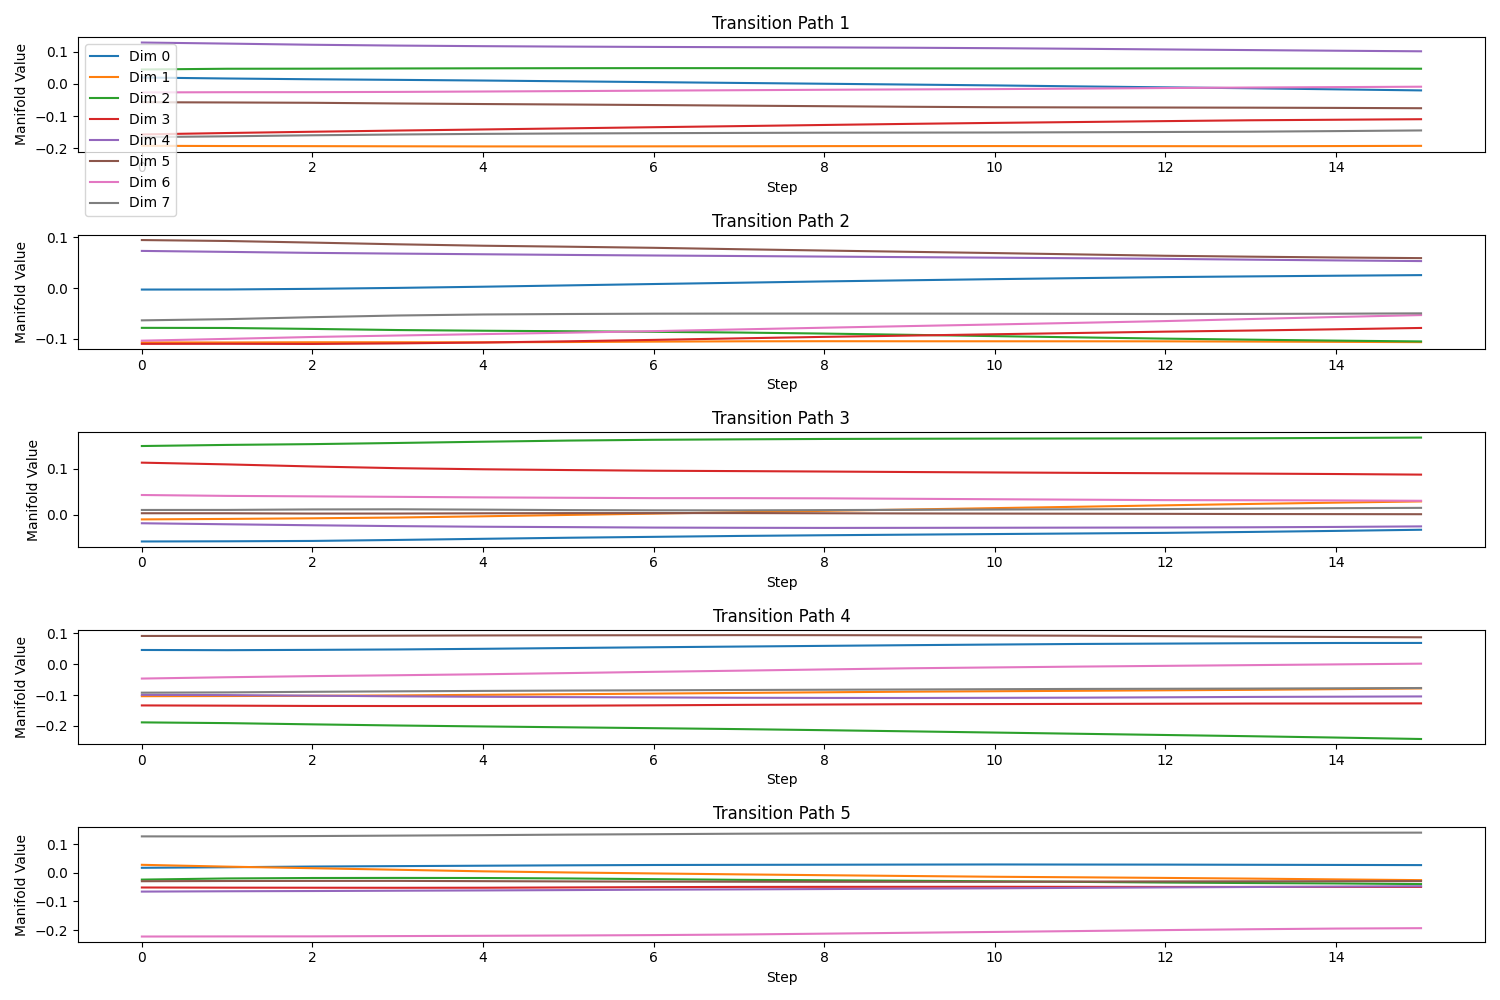 Transition Path 1
Manifold Value
0.1
0.0
−0.1
−0.2
Dim 0
Dim 1
Dim 2
Dim 3
Dim 4
Dim 5
Dim 6
Dim 7
0 2 4 6 8 10 12 14
Step
Transition Path 2
Manifold Value
0.1
0.0
−0.1
0 2 4 6 8 10 12 14
Step
Transition Path 3
Manifold Value
0.1
0.0
0 2 4 6 8 10 12 14
Step
Transition Path 4
Manifold Value
0.1
0.0
−0.1
−0.2
0 2 4 6 8 10 12 14
Step
Transition Path 5
Manifold Value
0.1
0.0
−0.1
−0.2
0 2 4 6 8 10 12 14
Step